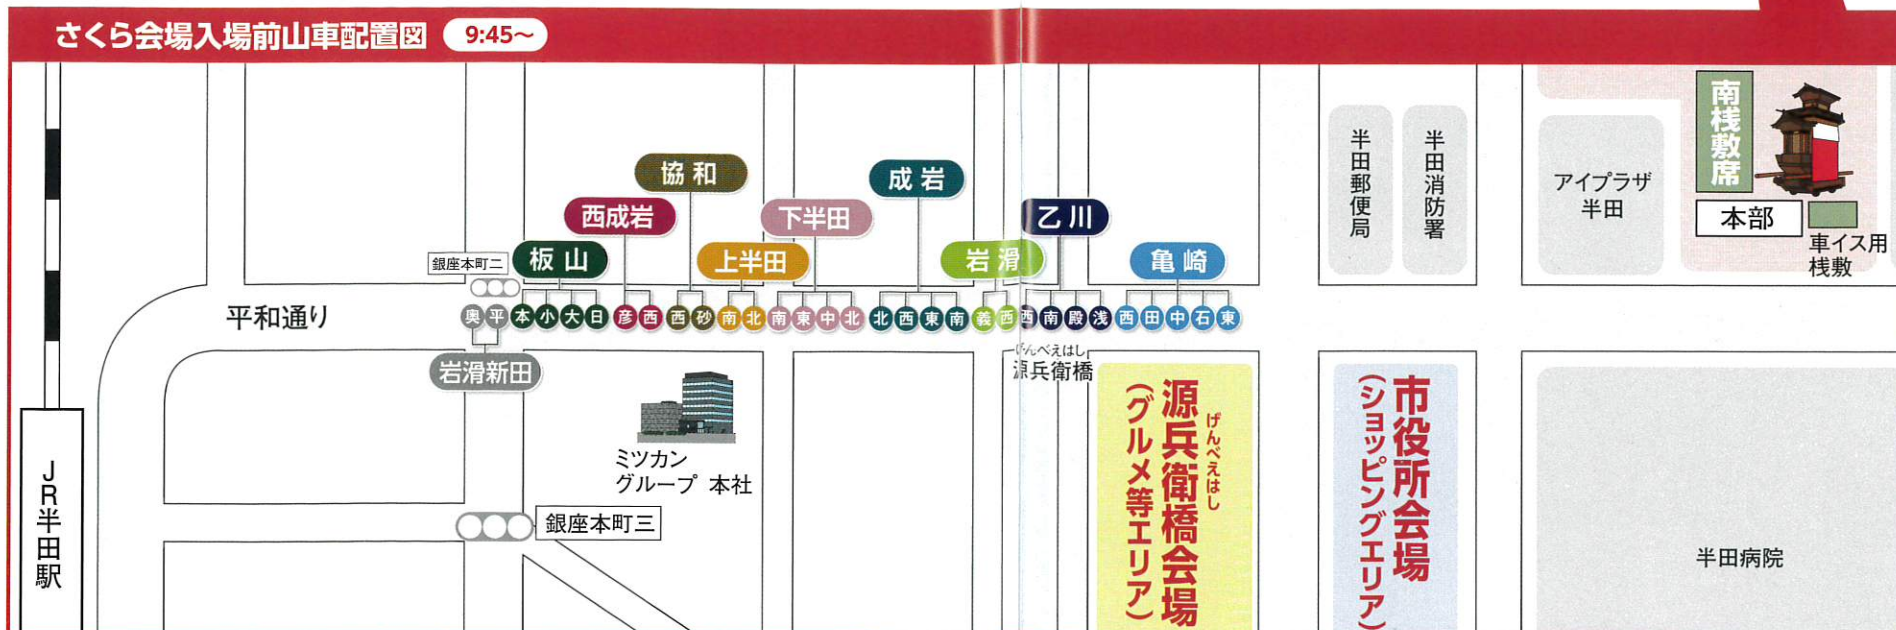 さくら会場入場前山車配置図 9:45〜
南桟敷席
本部
車イス用
桟敷
アイプラザ
半田
半田消防署
半田郵便局
協和
成岩
西成岩
下半田
乙川
銀座本町二
板山
上半田
岩滑
亀崎
平和通り
奥 平 本 小 大 日 彦 西 西 砂 南 北 南 東 中 北 北 西 東 南 義 西 西 南 殿 浅 西 田 中 石 東
岩滑新田
げんべえはし
源兵衛橋
ミツカン
グループ 本社
銀座本町三
JR半田駅
源兵衛橋会場
げんべえはし
(グルメ等エリア)
市役所会場
(ショッピングエリア)
半田病院